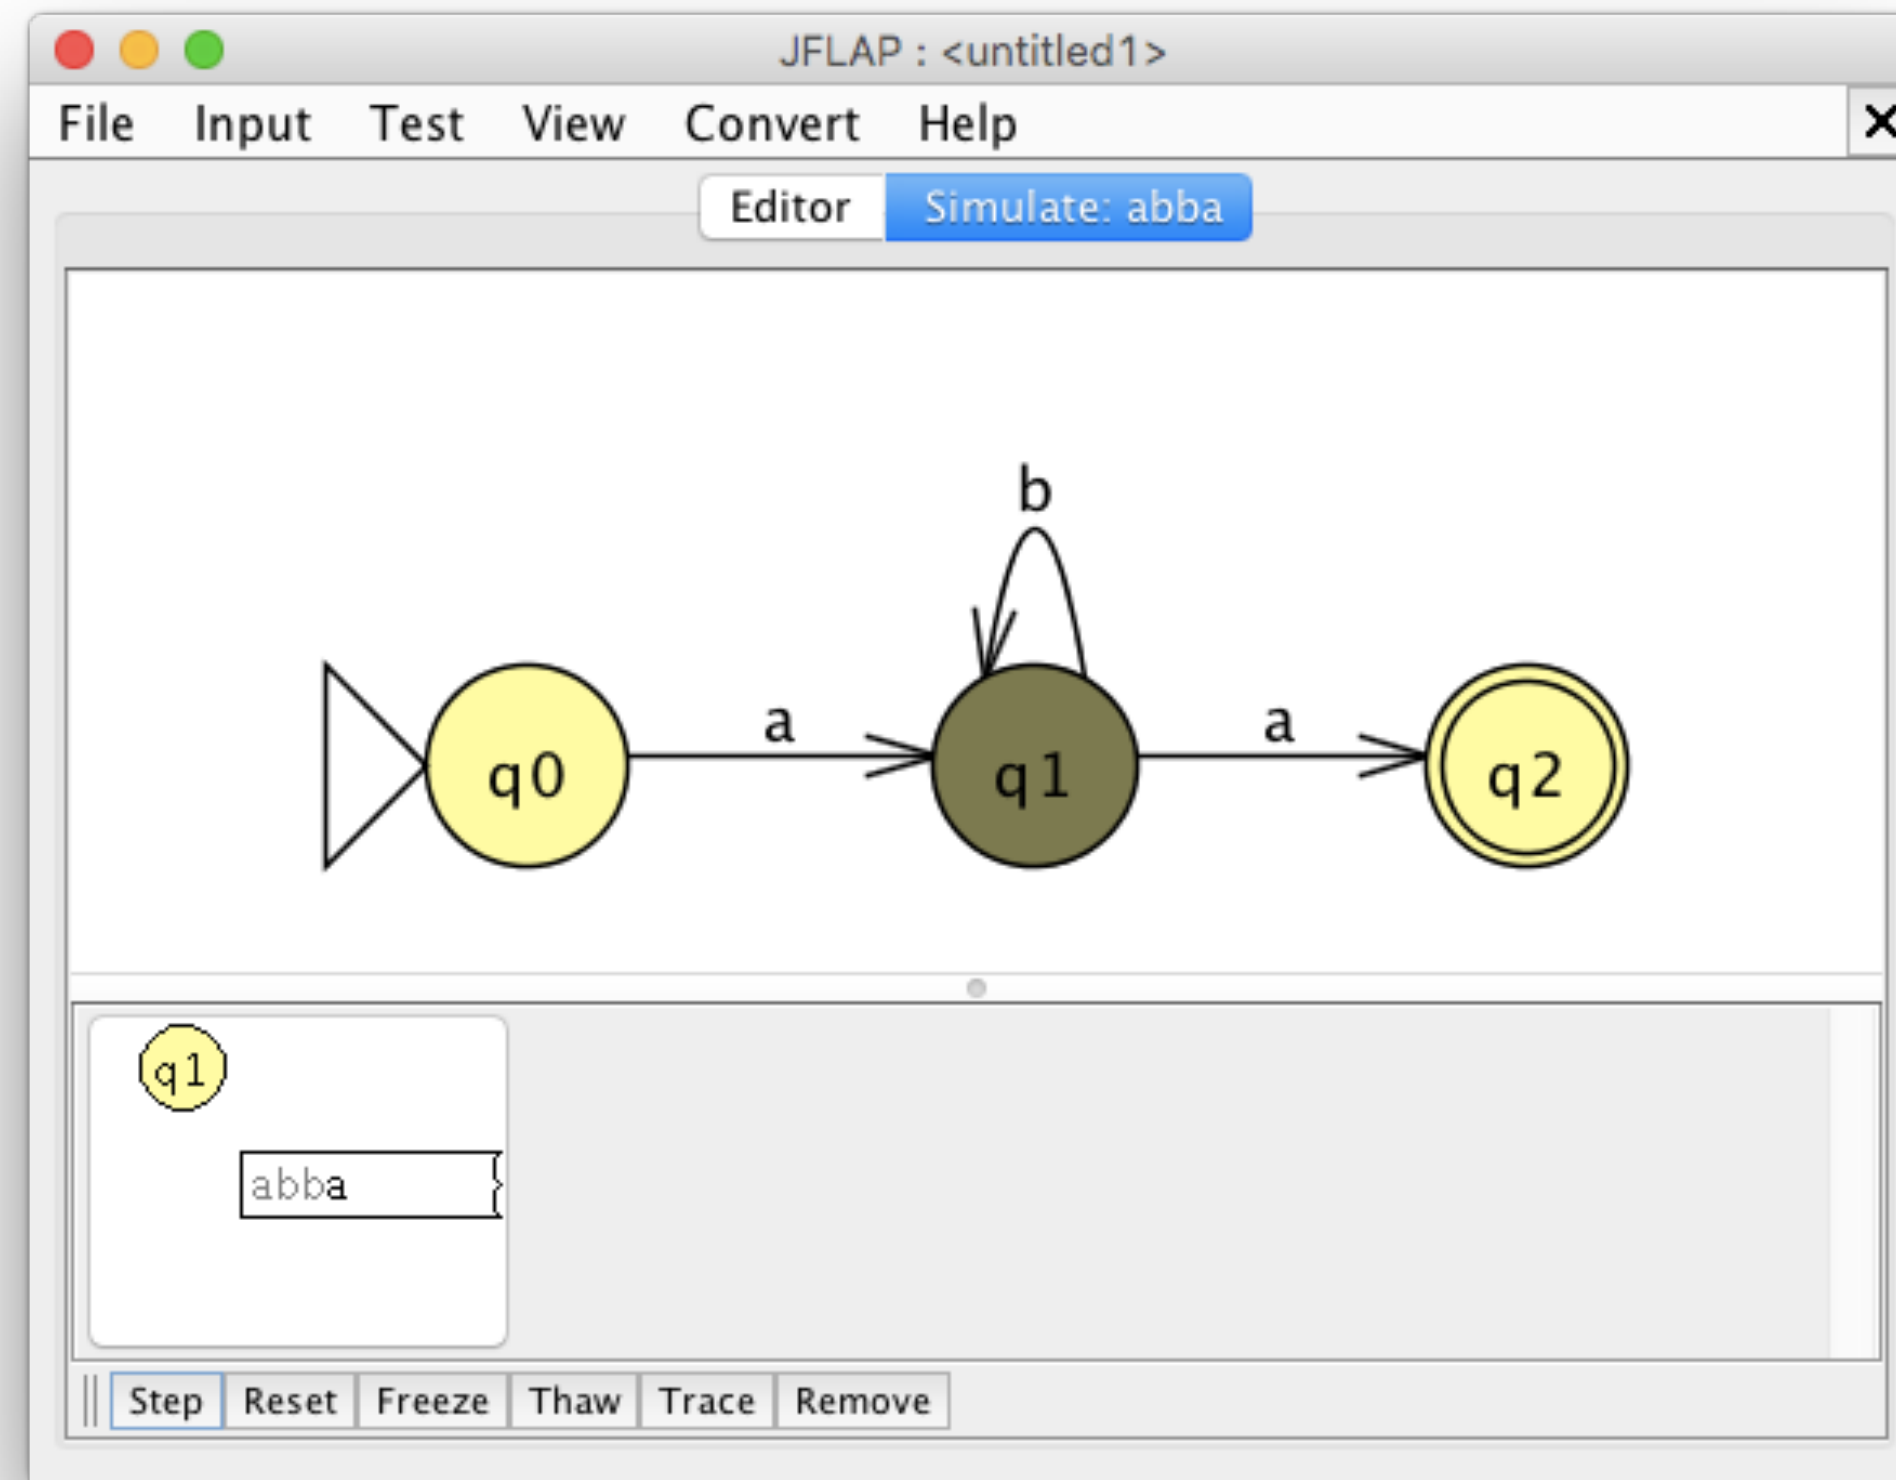 JFLAP : <untitled1>
File Input Test View Convert Help
Editor Simulate: abba
b
a a
q0 q1 q2
q1
abba
Step Reset Freeze Thaw Trace Remove